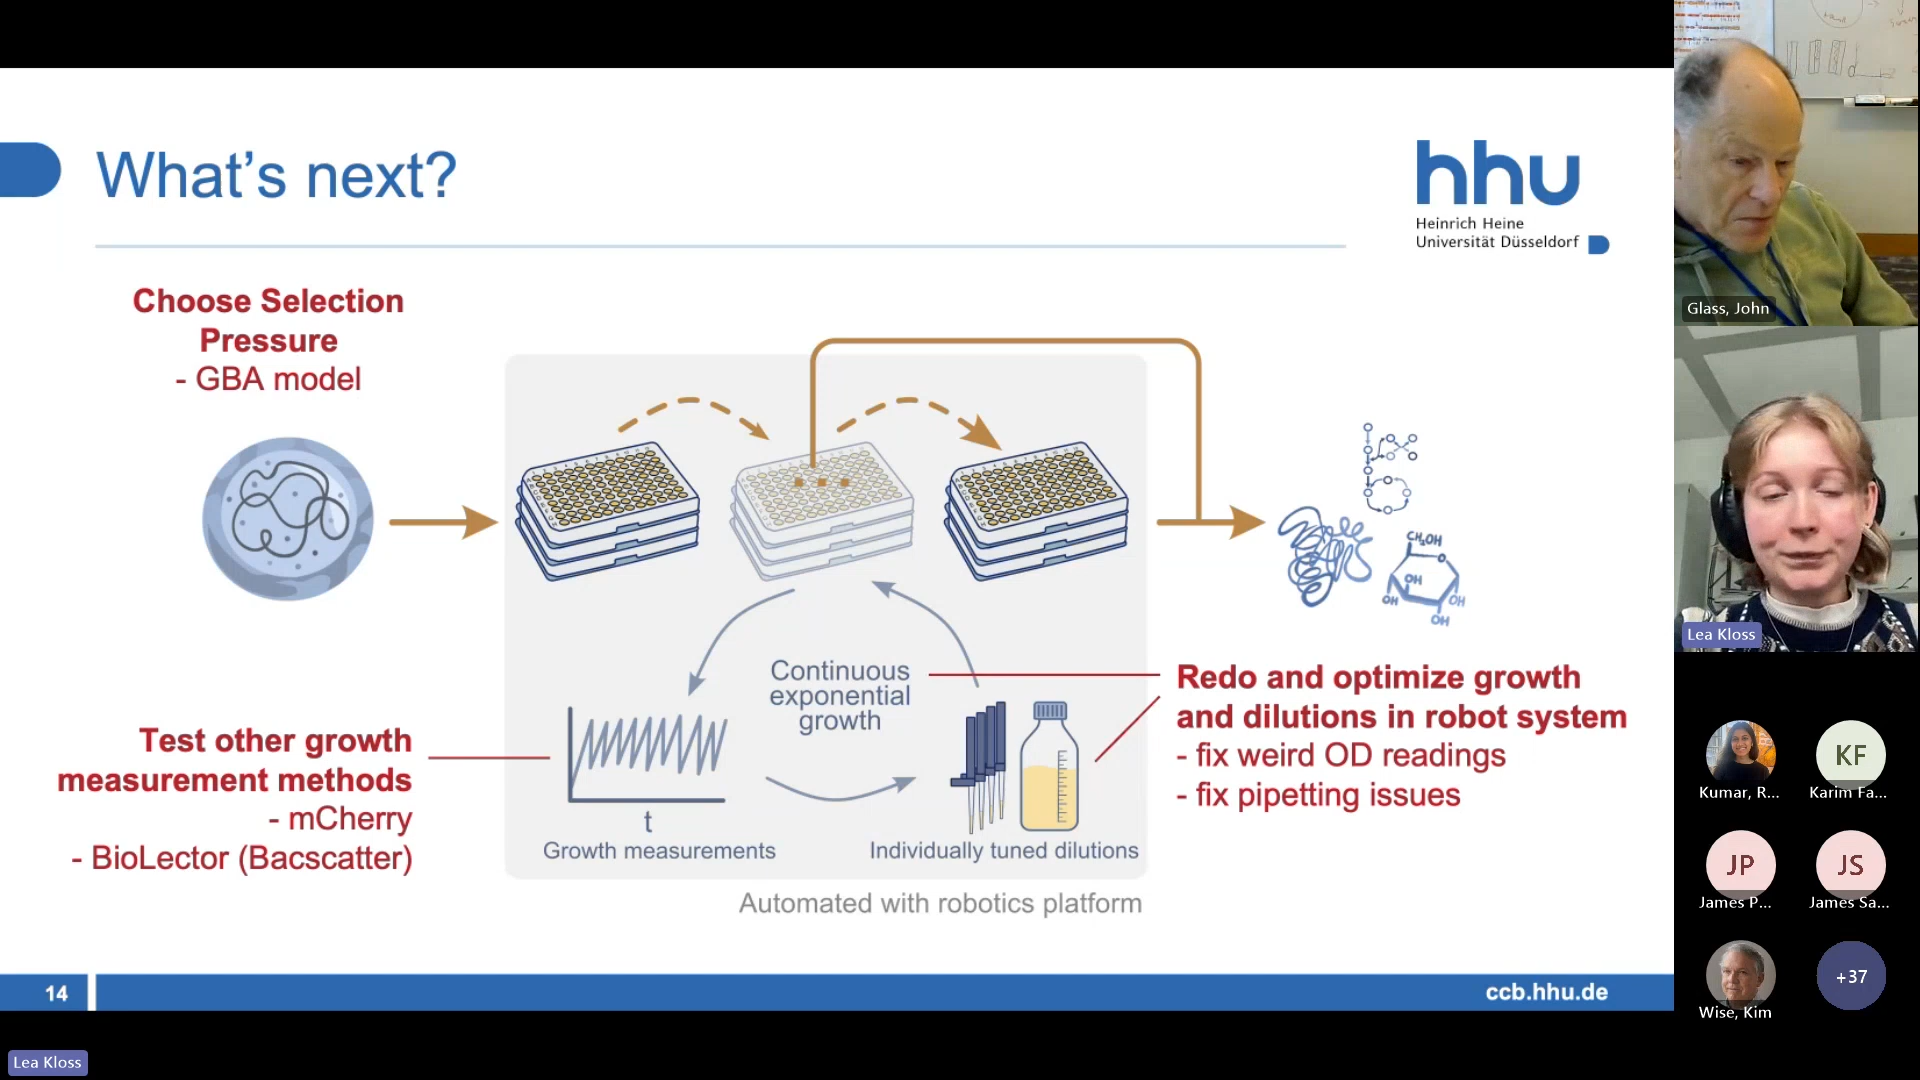 What's next?
hhu
Heinrich Heine
Universität Düsseldorf
Choose Selection
Pressure
- GBA model
CH₂OH
O
OH
OH
OH
OH
Continuous
exponential
growth
t
Growth measurements
Individually tuned dilutions
Automated with robotics platform
Test other growth
measurement methods
- mCherry
- BioLector (Bacscatter)
Redo and optimize growth
and dilutions in robot system
- fix weird OD readings
- fix pipetting issues
14
ccb.hhu.de
Lea Kloss
Glass, John
Lea Kloss
Kumar, R...
KF
Karim Fa...
JP
James P...
JS
James Sa...
Wise, Kim
+37